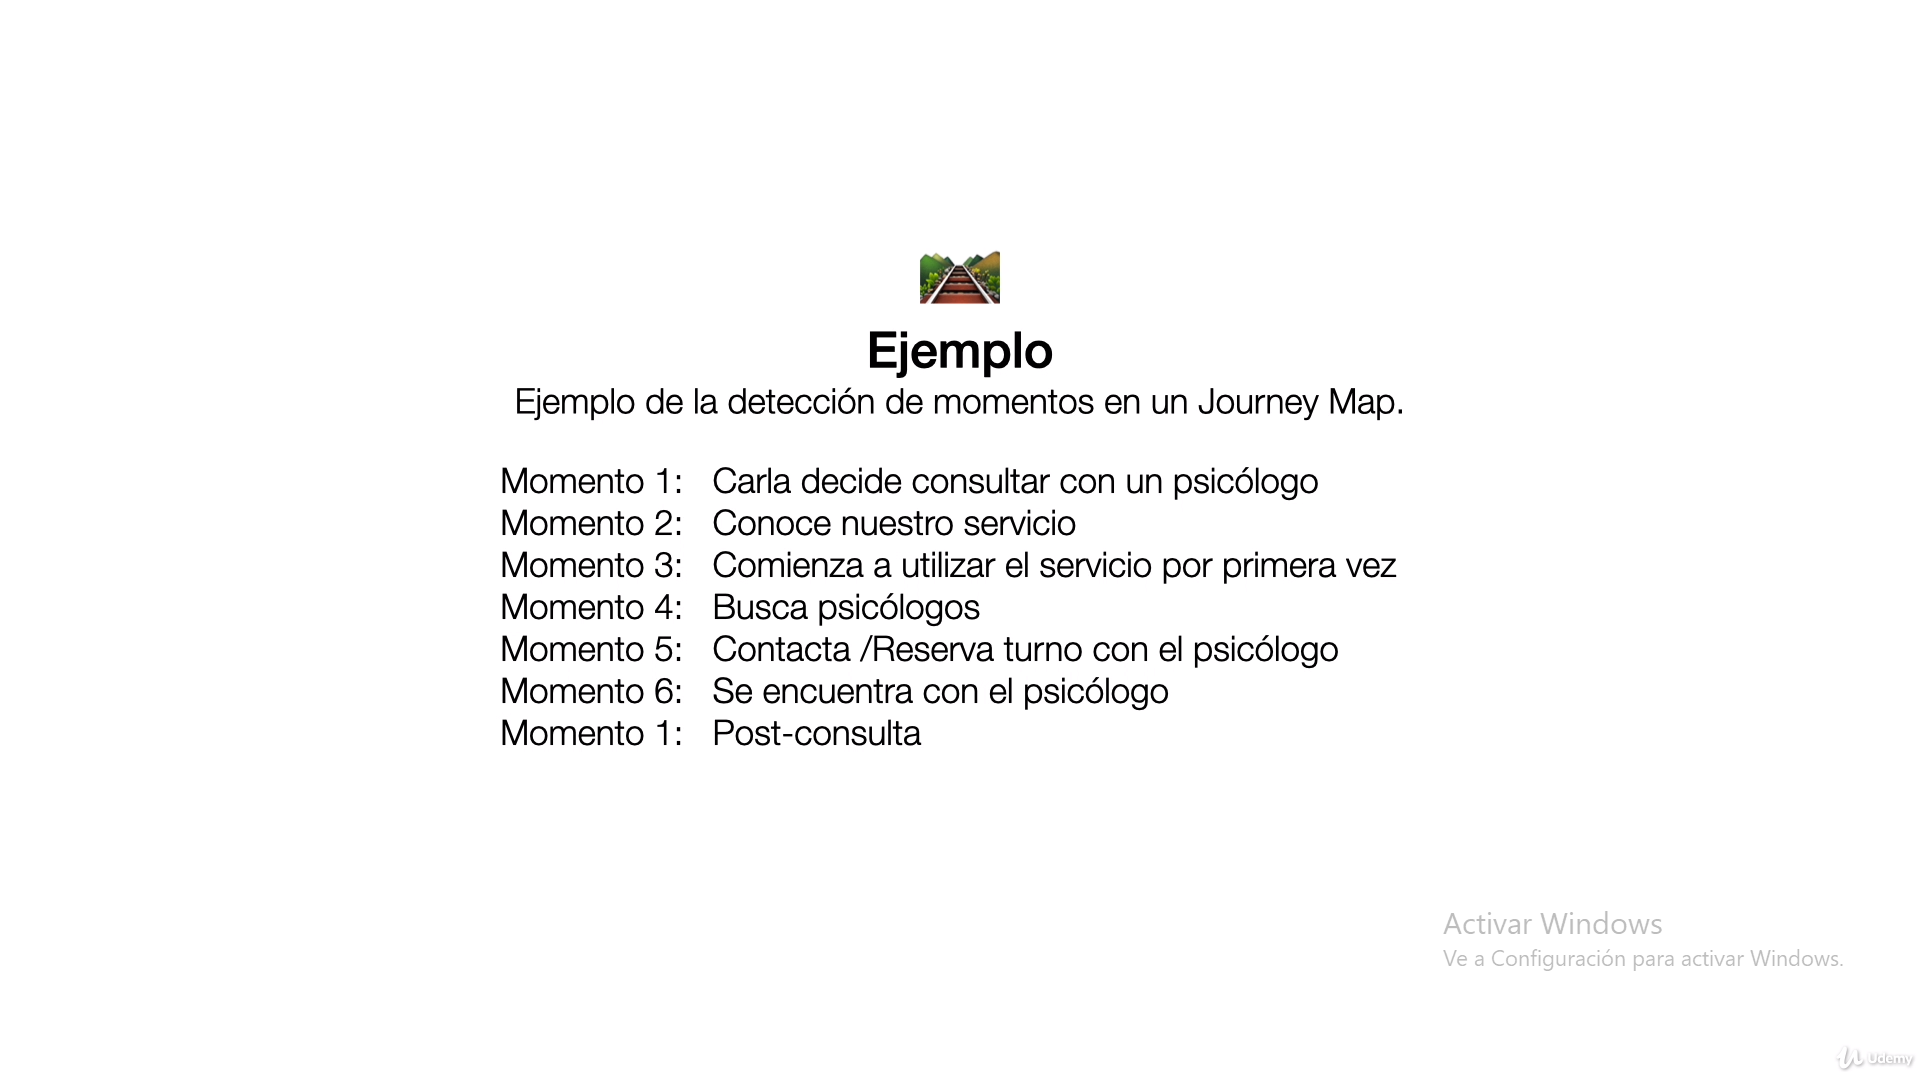 Ejemplo
Ejemplo de la detección de momentos en un Journey Map.
Momento 1: Carla decide consultar con un psicólogo
Momento 2: Conoce nuestro servicio
Momento 3: Comienza a utilizar el servicio por primera vez
Momento 4: Busca psicólogos
Momento 5: Contacta /Reserva turno con el psicólogo
Momento 6: Se encuentra con el psicólogo
Momento 1: Post-consulta
Activar Windows
Ve a Configuración para activar Windows.
Udemy